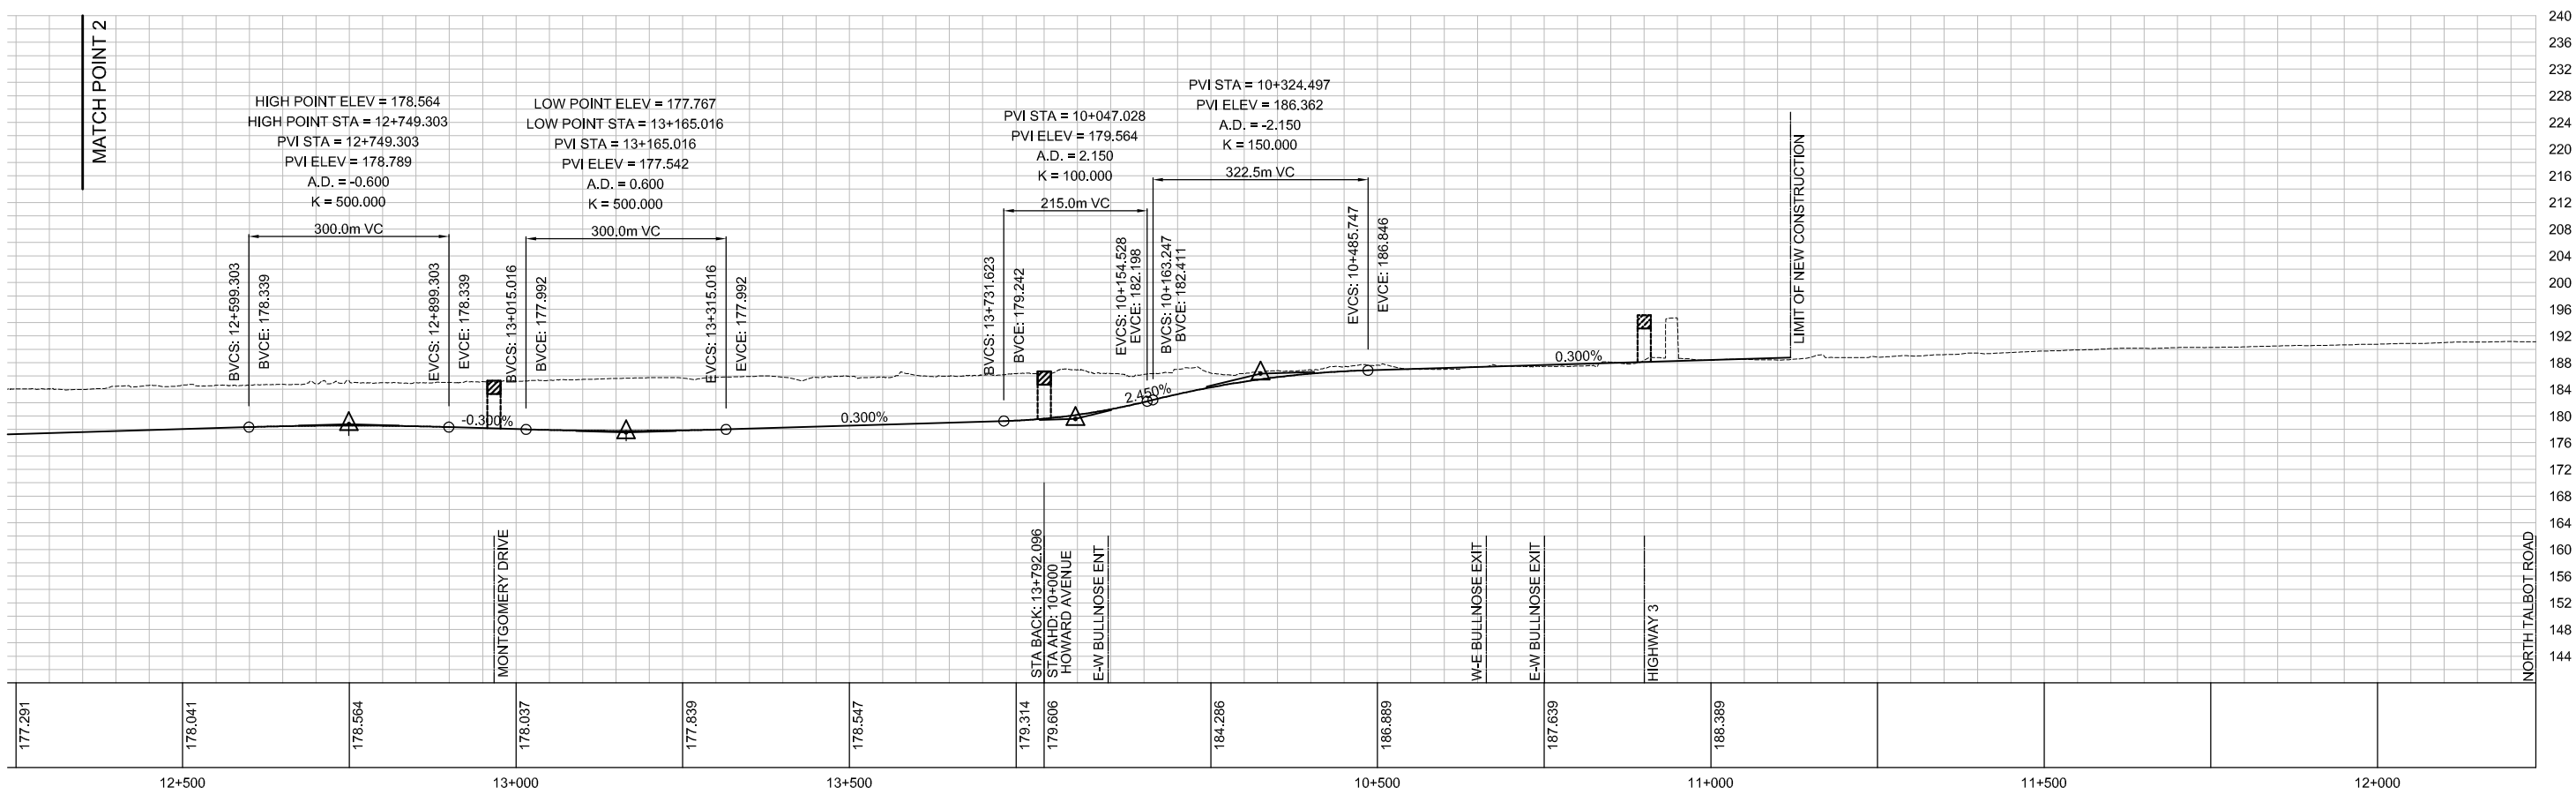 MATCH POINT 2
HIGH POINT ELEV = 178.564
HIGH POINT STA = 12+749.303
PVI STA = 12+749.303
PVI ELEV = 178.789
A.D. = -0.600
K = 500.000
300.0m VC
BVCS: 12+599.303
BVCE: 178.339
EVCS: 12+899.303
EVCE: 178.339
LOW POINT ELEV = 177.767
LOW POINT STA = 13+165.016
PVI STA = 13+165.016
PVI ELEV = 177.542
A.D. = 0.600
K = 500.000
300.0m VC
BVCS: 13+015.016
BVCE: 177.992
EVCS: 13+315.016
EVCE: 177.992
PVI STA = 10+047.028
PVI ELEV = 179.564
A.D. = 2.150
K = 100.000
215.0m VC
BVCS: 13+731.623
BVCE: 179.242
EVCS: 10+154.528
EVCE: 182.198
PVI STA = 10+324.497
PVI ELEV = 186.362
A.D. = -2.150
K = 150.000
322.5m VC
BVCS: 10+163.247
BVCE: 182.411
EVCS: 10+485.747
EVCE: 186.846
LIMIT OF NEW CONSTRUCTION
-0.300%
0.300%
2.450%
0.300%
240
236
232
228
224
220
216
212
208
204
200
196
192
188
184
180
176
172
168
164
160
156
152
148
144
MONTGOMERY DRIVE
STA BACK: 13+792.096
STA AHD: 10+000
HOWARD AVENUE
E-W BULLNOSE ENT
W-E BULLNOSE EXIT
E-W BULLNOSE EXIT
HIGHWAY 3
NORTH TALBOT ROAD
177.291
178.041
178.564
178.037
177.839
178.547
179.314
179.606
184.286
186.889
187.639
188.389
12+500
13+000
13+500
10+500
11+000
11+500
12+000